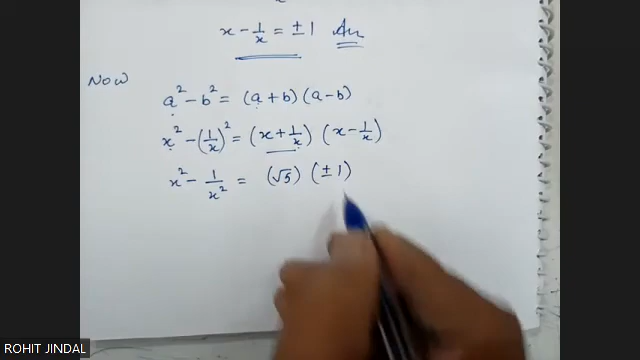 x - 1/x = ±1 Ans
Now
a² - b² = (a + b) (a - b)
x² - (1/x)² = (x + 1/x) (x - 1/x)
x² - 1/x² = (√5) (±1)
ROHIT JINDAL